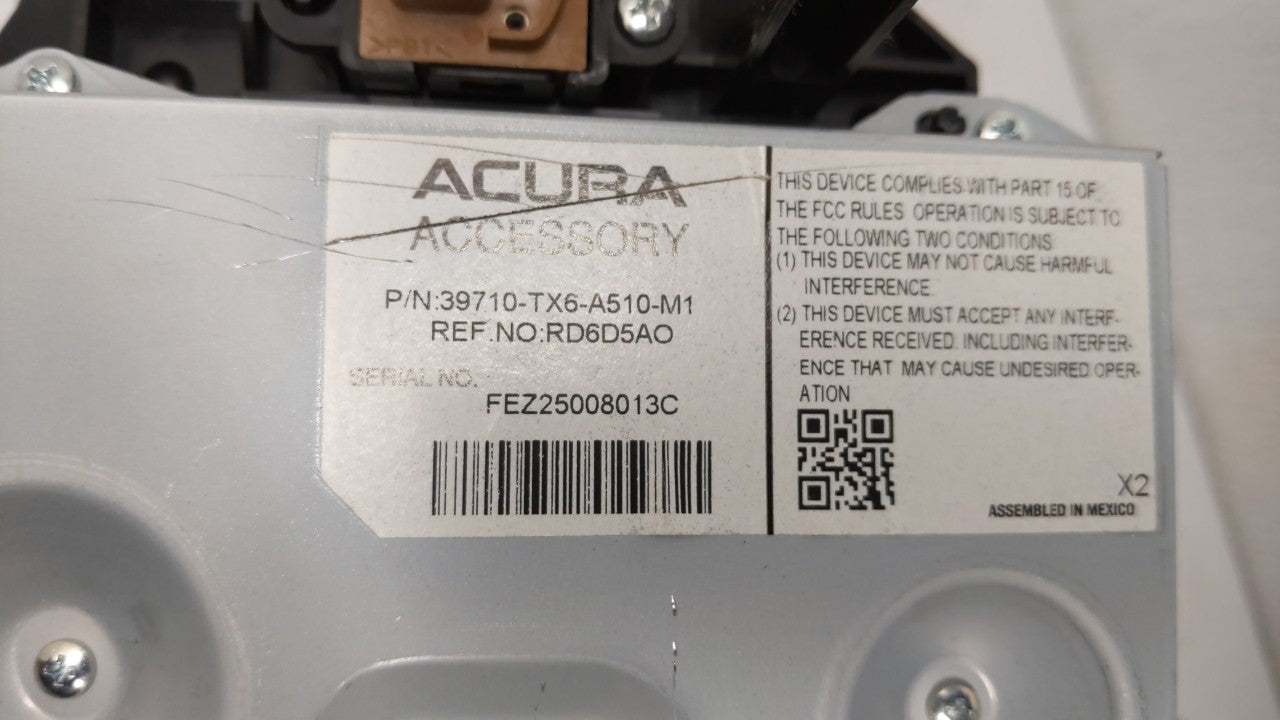 >PBT<
ACURA
ACCESSORY
P/N:39710-TX6-A510-M1
REF.NO:RD6D5AO
SERIAL NO.
FEZ25008013C
THIS DEVICE COMPLIES WITH PART 15 OF
THE FCC RULES OPERATION IS SUBJECT TO
THE FOLLOWING TWO CONDITIONS
(1) THIS DEVICE MAY NOT CAUSE HARMFUL
INTERFERENCE
(2) THIS DEVICE MUST ACCEPT ANY INTERF-
ERENCE RECEIVED. INCLUDING INTERFER-
ENCE THAT MAY CAUSE UNDESIRED OPER-
ATION
X2
ASSEMBLED IN MEXICO